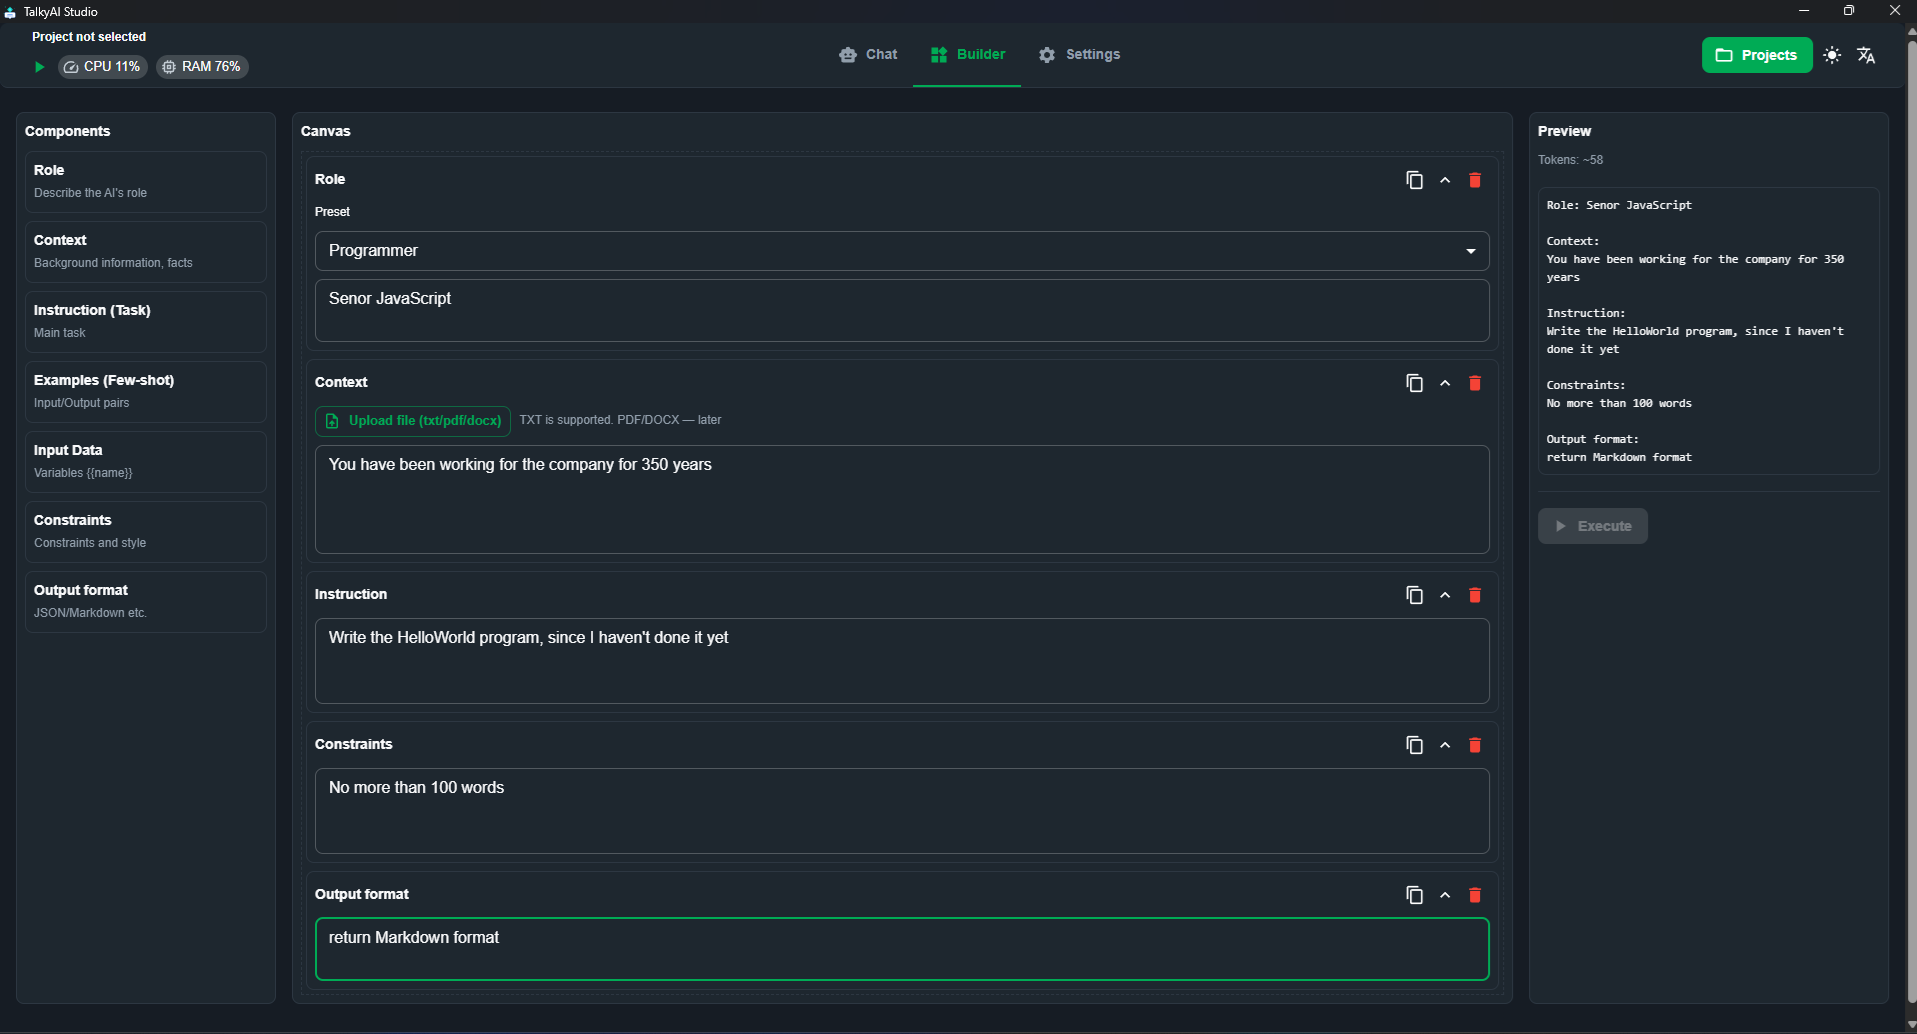 TalkyAI Studio
Project not selected
CPU 11%
RAM 76%
Chat
Builder
Settings
Projects
Components
Role
Describe the AI's role
Context
Background information, facts
Instruction (Task)
Main task
Examples (Few-shot)
Input/Output pairs
Input Data
Variables {{name}}
Constraints
Constraints and style
Output format
JSON/Markdown etc.
Canvas
Role
Preset
Programmer
Senor JavaScript
Context
Upload file (txt/pdf/docx)
TXT is supported. PDF/DOCX — later
You have been working for the company for 350 years
Instruction
Write the HelloWorld program, since I haven't done it yet
Constraints
No more than 100 words
Output format
return Markdown format
Preview
Tokens: ~58
Role: Senor JavaScript
Context:
You have been working for the company for 350
years
Instruction:
Write the HelloWorld program, since I haven't
done it yet
Constraints:
No more than 100 words
Output format:
return Markdown format
Execute